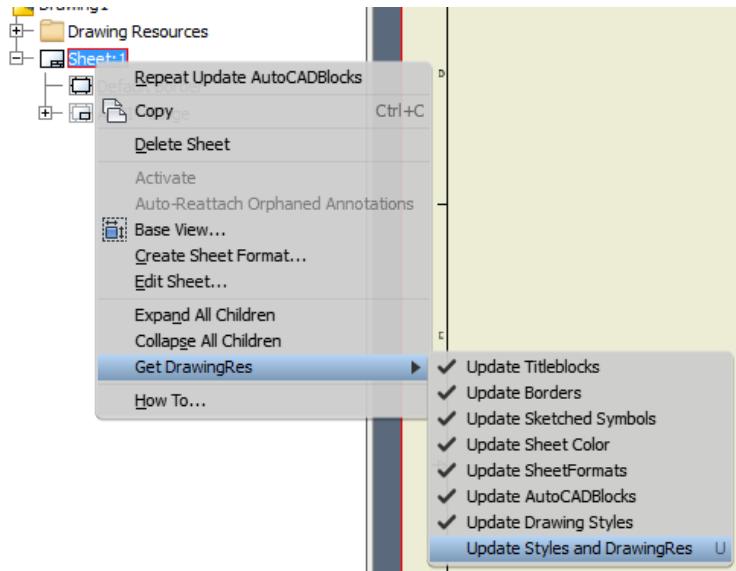 Drawing1
Drawing Resources
Sheet:1
Repeat Update AutoCADBlocks
Copy Ctrl+C
Delete Sheet
Activate
Auto-Reattach Orphaned Annotations
Base View...
Create Sheet Format...
Edit Sheet...
Expand All Children
Collapse All Children
Get DrawingRes
How To...
D
C
Update Titleblocks
Update Borders
Update Sketched Symbols
Update Sheet Color
Update SheetFormats
Update AutoCADBlocks
Update Drawing Styles
Update Styles and DrawingRes U